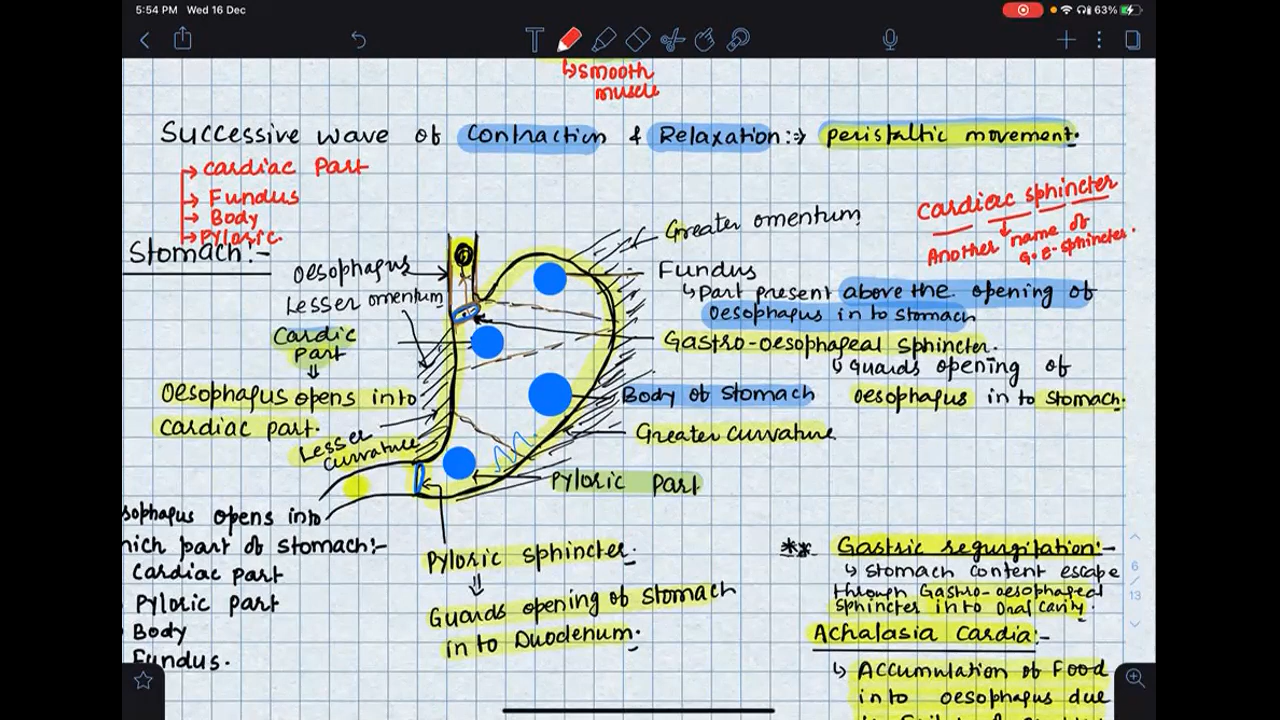 5:54 PM Wed 16 Dec
63%
T
↳smooth
muscle
Successive wave of Contraction & Relaxation:→ peristaltic movement.
→ Cardiac Part
→ Fundus
→ Body
→ Pyloric.
Stomach:-
Oesophagus
Lesser omentum
Cardic
part
⇓
Oesophagus opens into
cardiac part.
Lesser
curvature
Greater omentum
Fundus
↳Part present above the opening of
oesophagus in to stomach
Gastro-oesophageal sphincter.
↳ guards opening of
oesophagus in to stomach.
Body of stomach
Greater curvature
Pyloric Part
Cardiac sphincter
Another name of
G.E-sphincter.
Pyloric sphincter.
⇓
Guards opening of stomach
in to Duodenum.
sophagus opens into
hich part of stomach:-
Cardiac part
Pyloric part
Body
Fundus.
** Gastric regurgitation:-
↳ stomach content escape
through Gastro-oesophageal
sphincter into Oral cavity.
Achalasia Cardia:-
↳ Accumulation of Food
into oesophagus due
6
/
13